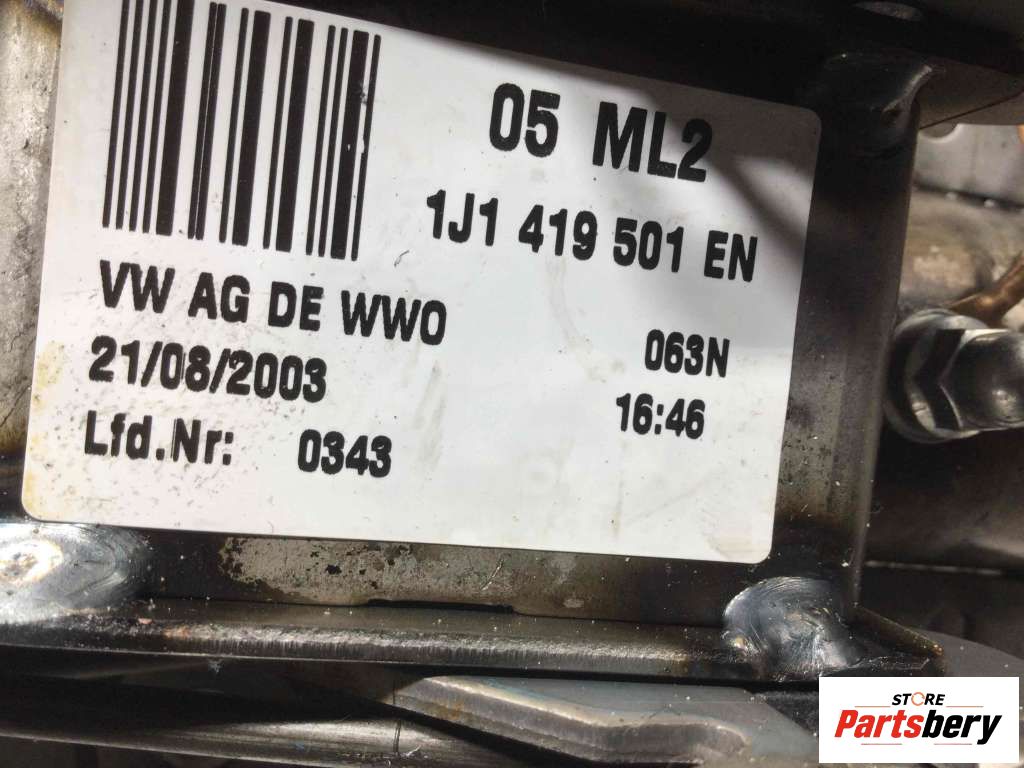 05 ML2
1J1 419 501 EN
VW AG DE WWO 063N
21/08/2003 16:46
Lfd.Nr: 0343
STORE
Partsbery